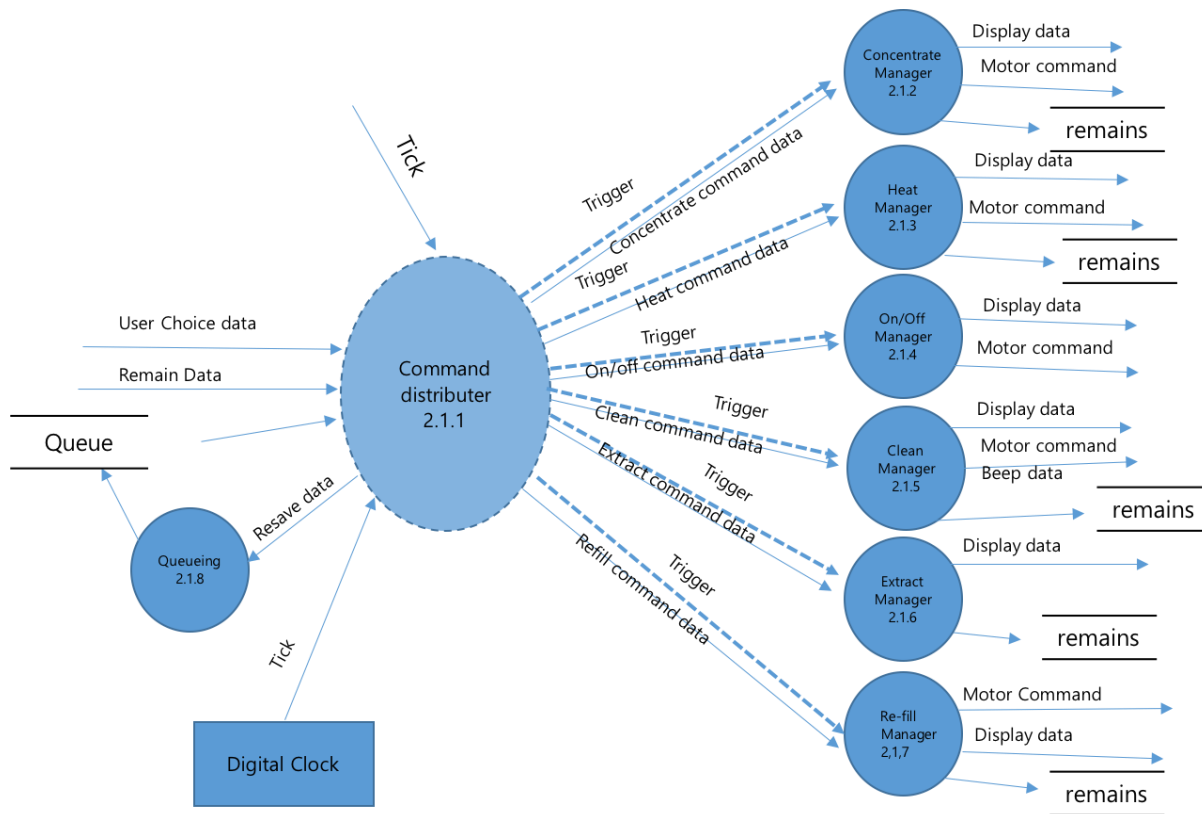 Display data
Concentrate
Manager
2.1.2
Motor command
remains
Tick
Trigger
Concentrate command data
Display data
Heat
Manager
2.1.3
Motor command
remains
Trigger
Heat command data
User Choice data
Remain Data
Queue
Command
distributer
2.1.1
Trigger
On/off command data
On/Off
Manager
2.1.4
Display data
Motor command
Trigger
Clean command data
Clean
Manager
2.1.5
Display data
Motor command
Beep data
remains
Trigger
Extract command data
Extract
Manager
2.1.6
Display data
remains
Resave data
Queueing
2.1.8
Trigger
Refill command data
Re-fill
Manager
2,1,7
Motor Command
Display data
remains
Tick
Digital Clock